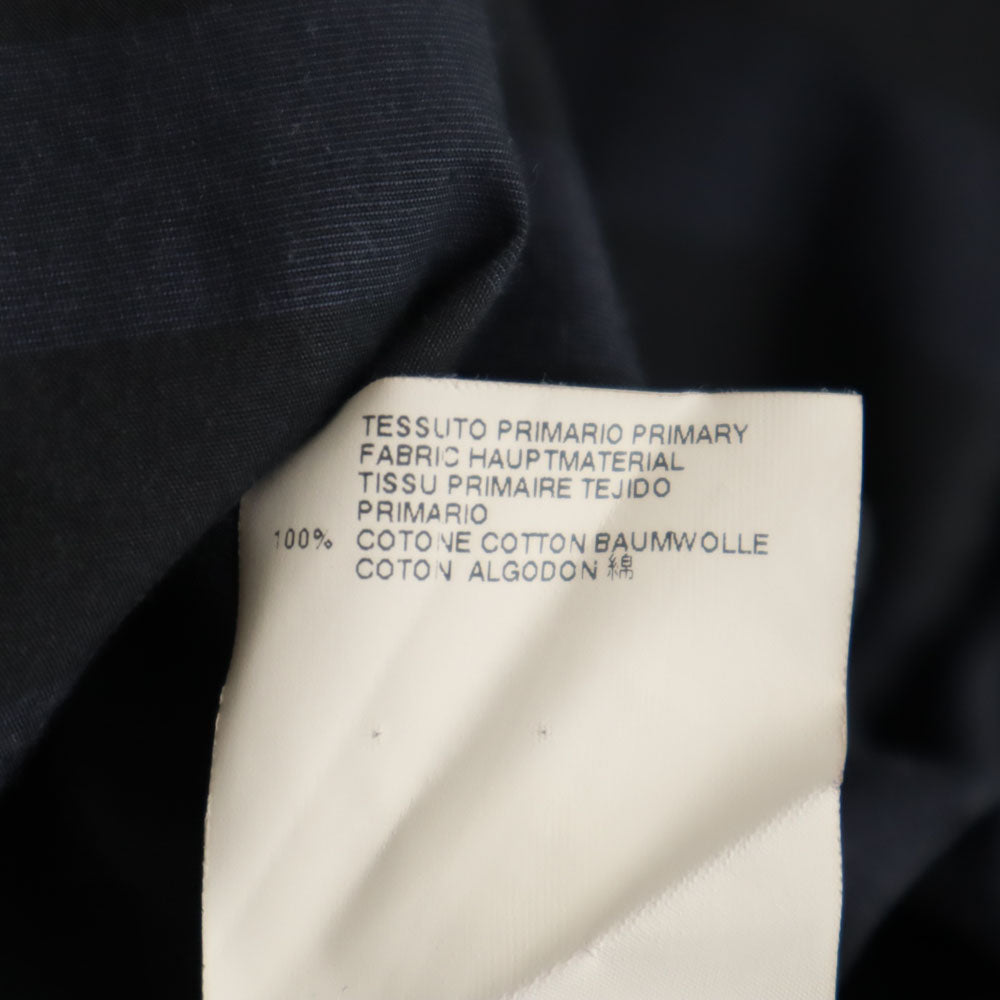 TESSUTO PRIMARIO PRIMARY
FABRIC HAUPTMATERIAL
TISSU PRIMAIRE TEJIDO
PRIMARIO
100% COTONE COTTON BAUMWOLLE
COTON ALGODON 綿